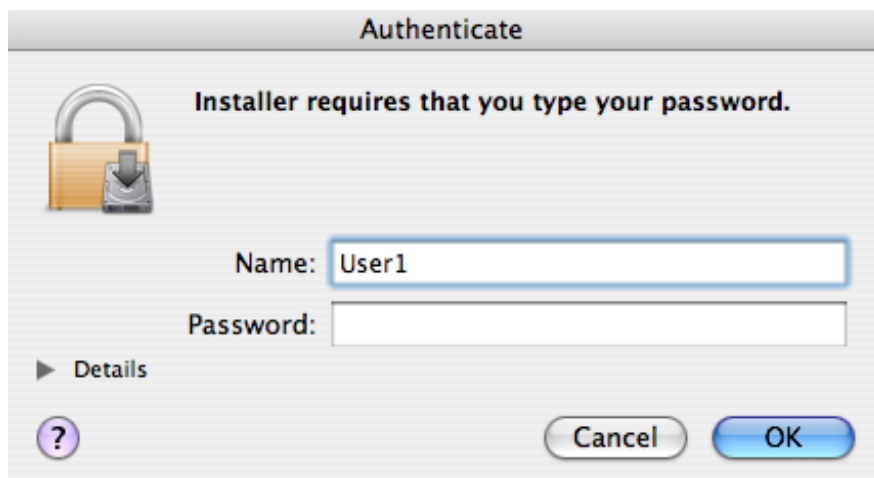 Authenticate
Installer requires that you type your password.
Name: User1
Password:
Details
? Cancel OK